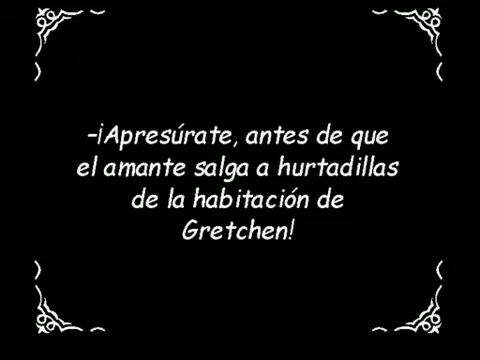 -¡Apresúrate, antes de que
el amante salga a hurtadillas
de la habitación de
Gretchen!